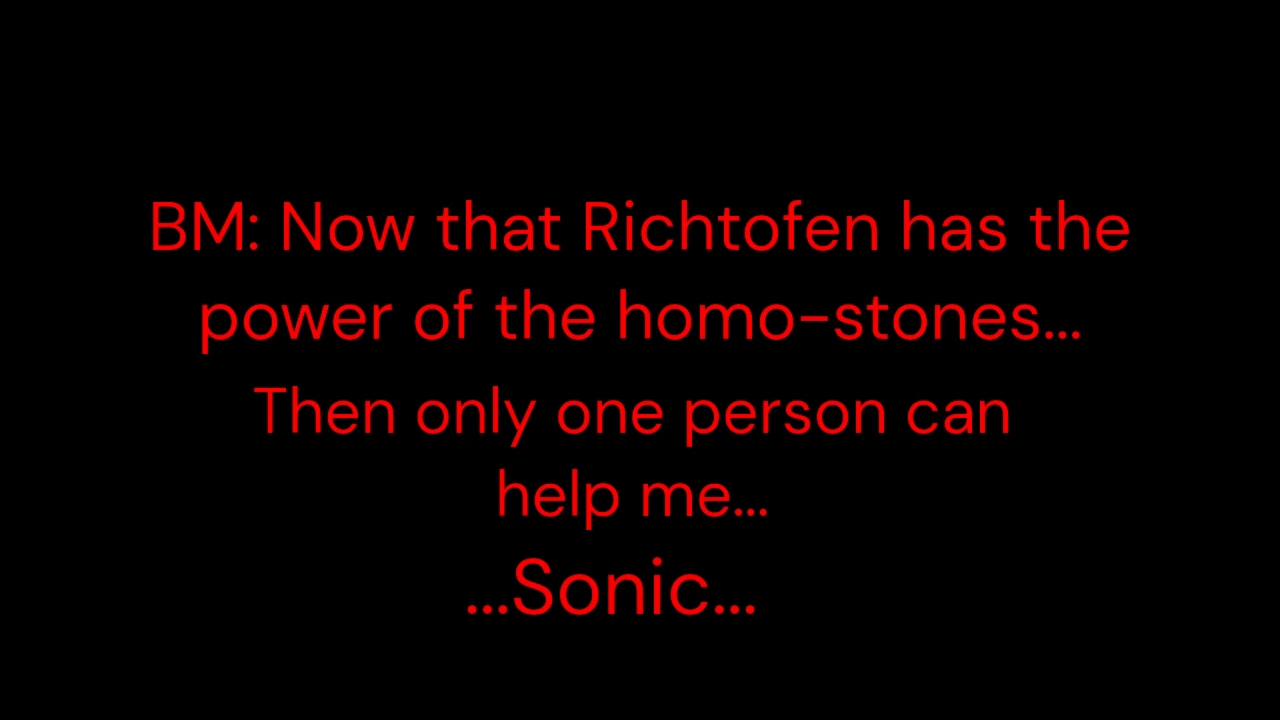 BM: Now that Richtofen has the
power of the homo-stones...
Then only one person can
help me...
...Sonic...